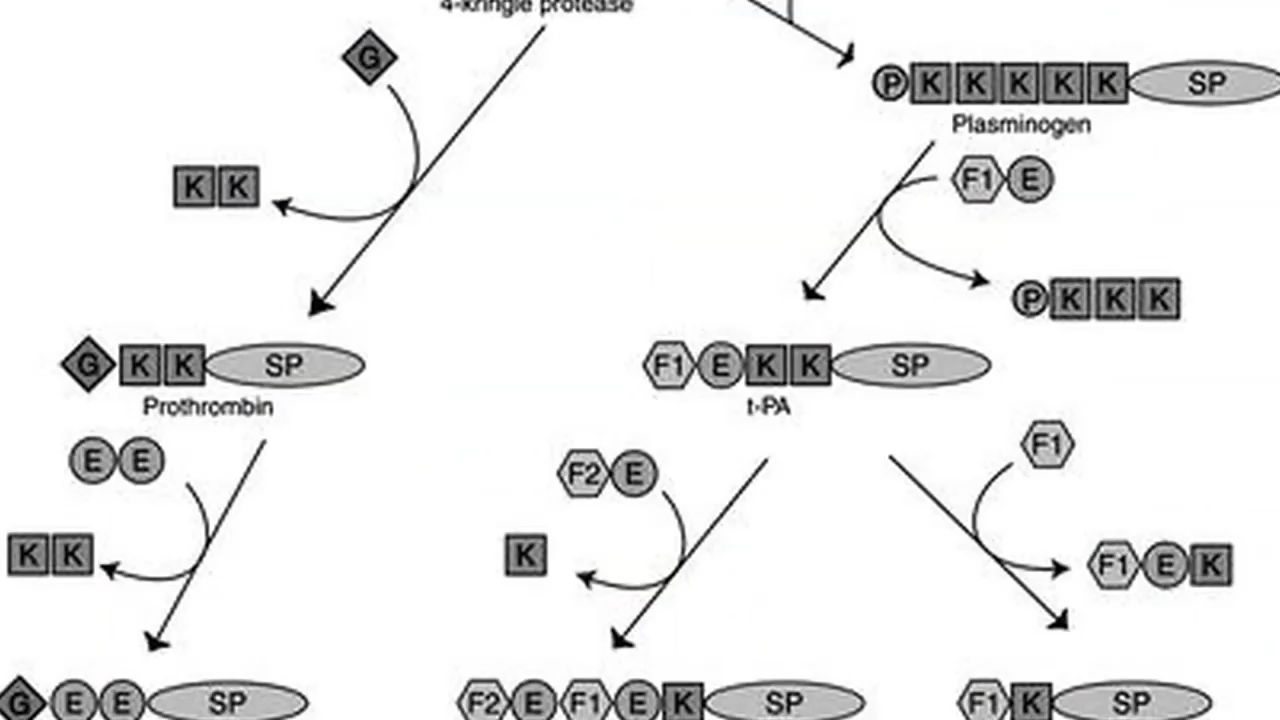 4-kringle protease
G
P K K K K K SP
Plasminogen
K K
F1 E
P K K K
G K K SP
Prothrombin
F1 E K K SP
t-PA
E E
F2 E
F1
K K
K
F1 E K
G E E SP
F2 E F1 E K SP
F1 K SP